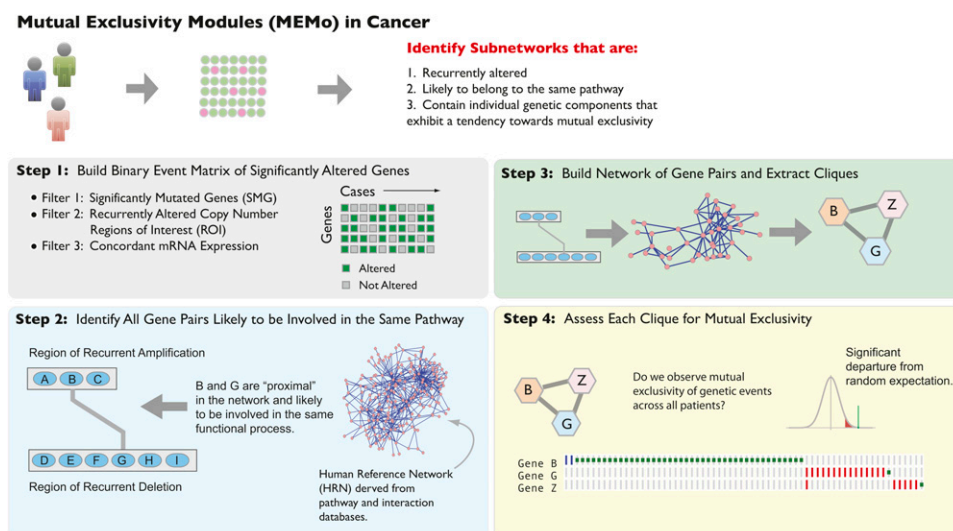 Mutual Exclusivity Modules (MEMo) in Cancer
Identify Subnetworks that are:
1. Recurrently altered
2. Likely to belong to the same pathway
3. Contain individual genetic components that
exhibit a tendency towards mutual exclusivity
Step 1: Build Binary Event Matrix of Significantly Altered Genes
• Filter 1: Significantly Mutated Genes (SMG)
• Filter 2: Recurrently Altered Copy Number
Regions of Interest (ROI)
• Filter 3: Concordant mRNA Expression
Cases
Genes
Altered
Not Altered
Step 3: Build Network of Gene Pairs and Extract Cliques
B
Z
G
Step 2: Identify All Gene Pairs Likely to be Involved in the Same Pathway
Region of Recurrent Amplification
A B C
B and G are "proximal"
in the network and likely
to be involved in the same
functional process.
D E F G H I
Region of Recurrent Deletion
Human Reference Network
(HRN) derived from
pathway and interaction
databases.
Step 4: Assess Each Clique for Mutual Exclusivity
B
Z
G
Do we observe mutual
exclusivity of genetic events
across all patients?
Significant
departure from
random expectation.
Gene B
Gene G
Gene Z